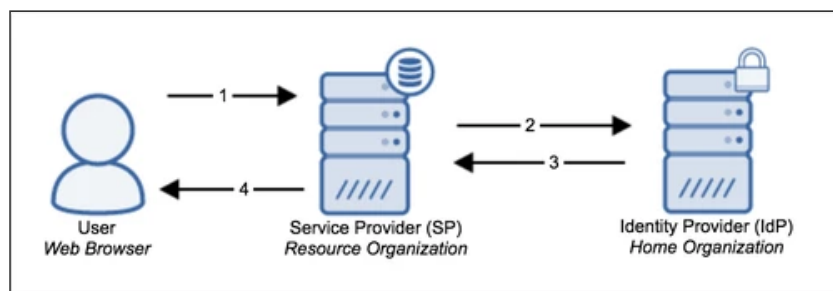 1
2
3
4
User
Web Browser
Service Provider (SP)
Resource Organization
Identity Provider (IdP)
Home Organization